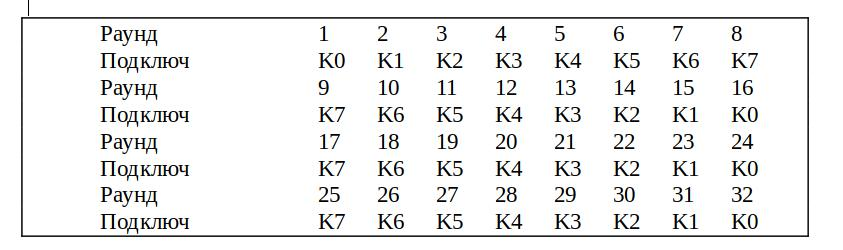 Раунд 1 2 3 4 5 6 7 8
Подключ K0 K1 K2 K3 K4 K5 K6 K7
Раунд 9 10 11 12 13 14 15 16
Подключ K7 K6 K5 K4 K3 K2 K1 K0
Раунд 17 18 19 20 21 22 23 24
Подключ K7 K6 K5 K4 K3 K2 K1 K0
Раунд 25 26 27 28 29 30 31 32
Подключ K7 K6 K5 K4 K3 K2 K1 K0